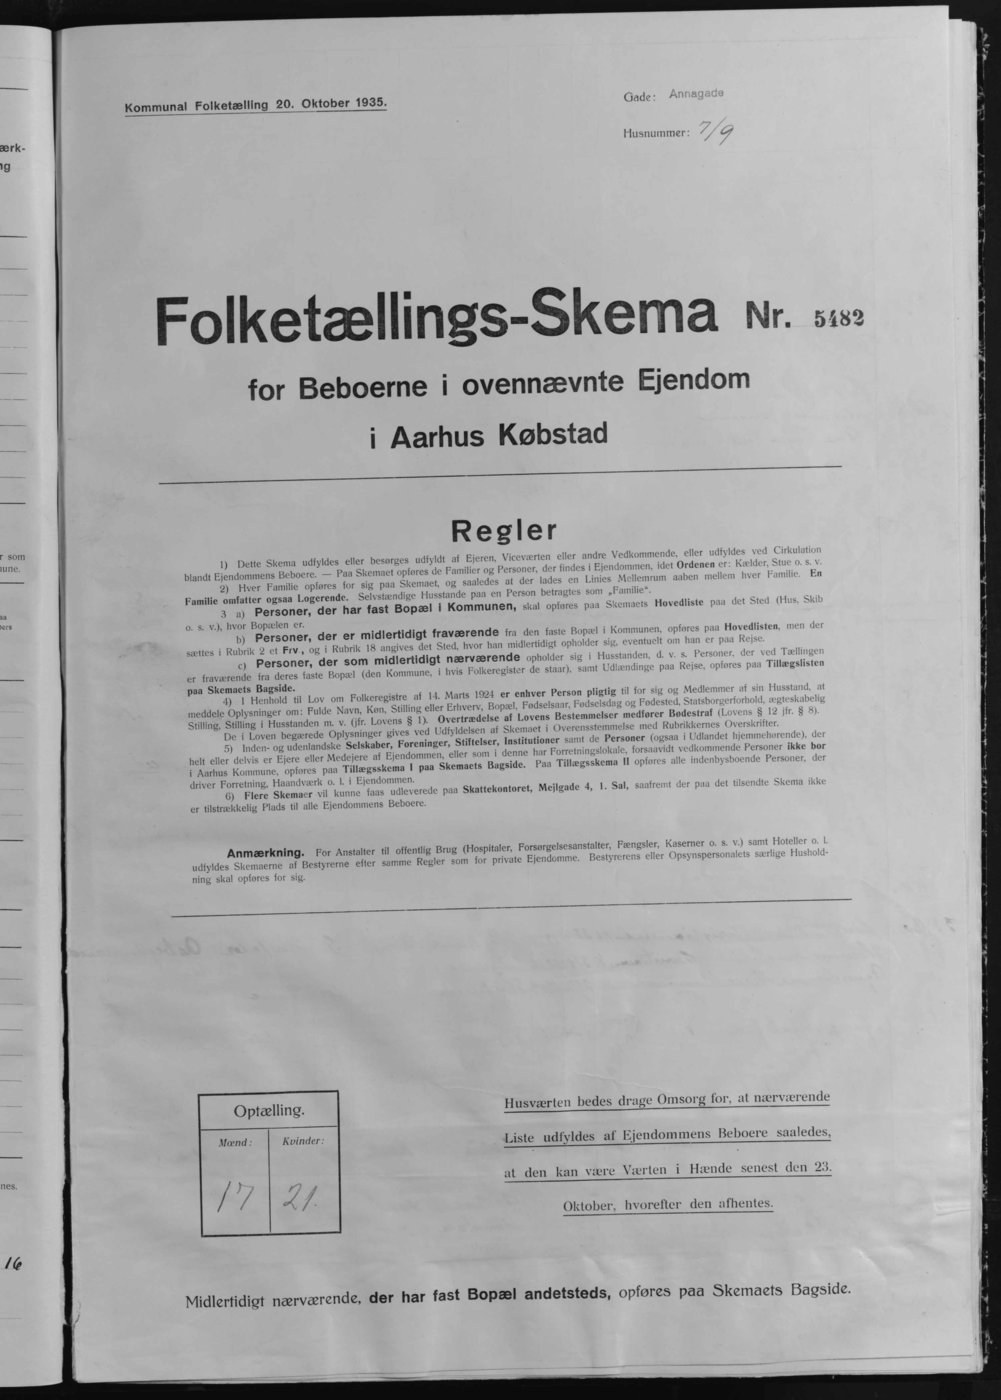 Kommunal Folketælling 20. Oktober 1935.
Gade: Annagade
Husnummer: 7/9
Folketællings-Skema Nr. 5482
for Beboerne i ovennævnte Ejendom
i Aarhus Købstad
Regler
1) Dette Skema udfyldes eller besørges udfyldt af Ejeren, Viceværten eller andre Vedkommende, eller udfyldes ved Cirkulation
blandt Ejendommens Beboere. — Paa Skemaet opføres de Familier og Personer, der findes i Ejendommen, idet Ordenen er: Kælder, Stue o. s. v.
2) Hver Familie opføres for sig paa Skemaet, og saaledes at der lades en Linies Mellemrum aaben mellem hver Familie. En
Familie omfatter ogsaa Logerende. Selvstændige Husstande paa en Person betragtes som „Familie“.
3 a) Personer, der har fast Bopæl i Kommunen, skal opføres paa Skemaets Hovedliste paa det Sted (Hus, Skib
o. s. v.), hvor Bopælen er.
b) Personer, der er midlertidigt fraværende fra den faste Bopæl i Kommunen, opføres paa Hovedlisten, men der
sættes i Rubrik 2 et Frv, og i Rubrik 18 angives det Sted, hvor han midlertidigt opholder sig, eventuelt om han er paa Rejse.
c) Personer, der som midlertidigt nærværende opholder sig i Husstanden, d. v. s. Personer, der ved Tællingen
er fraværende fra deres faste Bopæl (den Kommune, i hvis Folkeregister de staar), samt Udlændinge paa Rejse, opføres paa Tillægslisten
paa Skemaets Bagside.
4) I Henhold til Lov om Folkeregistre af 14. Marts 1924 er enhver Person pligtig til for sig og Medlemmer af sin Husstand, at
meddele Oplysninger om: Fulde Navn, Køn, Stilling eller Erhverv, Bopæl, Fødselsaar, Fødselsdag og Fødested, Statsborgerforhold, ægteskabelig
Stilling, Stilling i Husstanden m. v. (jfr. Lovens § 1). Overtrædelse af Lovens Bestemmelser medfører Bødestraf (Lovens § 12 jfr. § 8).
De i Loven begærede Oplysninger gives ved Udfyldelsen af Skemaet i Overensstemmelse med Rubrikkernes Overskrifter.
5) Inden- og udenlandske Selskaber, Foreninger, Stiftelser, Institutioner samt de Personer (ogsaa i Udlandet hjemmehørende), der
helt eller delvis er Ejere eller Medejere af Ejendommen, eller som i denne har Forretningslokale, forsaavidt vedkommende Personer ikke bor
i Aarhus Kommune, opføres paa Tillægsskema I paa Skemaets Bagside. Paa Tillægsskema II opføres alle indenbysboende Personer, der
driver Forretning, Haandværk o. l. i Ejendommen.
6) Flere Skemaer vil kunne faas udleverede paa Skattekontoret, Mejlgade 4, 1. Sal, saafremt der paa det tilsendte Skema ikke
er tilstrækkelig Plads til alle Ejendommens Beboere.
Anmærkning. For Anstalter til offentlig Brug (Hospitaler, Forsørgelsesanstalter, Fængsler, Kaserner o. s. v.) samt Hoteller o. l.
udfyldes Skemaerne af Bestyrerne efter samme Regler som for private Ejendomme. Bestyrerens eller Opsynspersonalets særlige Hushold-
ning skal opføres for sig.
Optælling.
Mænd: Kvinder:
17 21.
Husværten bedes drage Omsorg for, at nærværende
Liste udfyldes af Ejendommens Beboere saaledes,
at den kan være Værten i Hænde senest den 23.
Oktober, hvorefter den afhentes.
Midlertidigt nærværende, der har fast Bopæl andetsteds, opføres paa Skemaets Bagside.
16